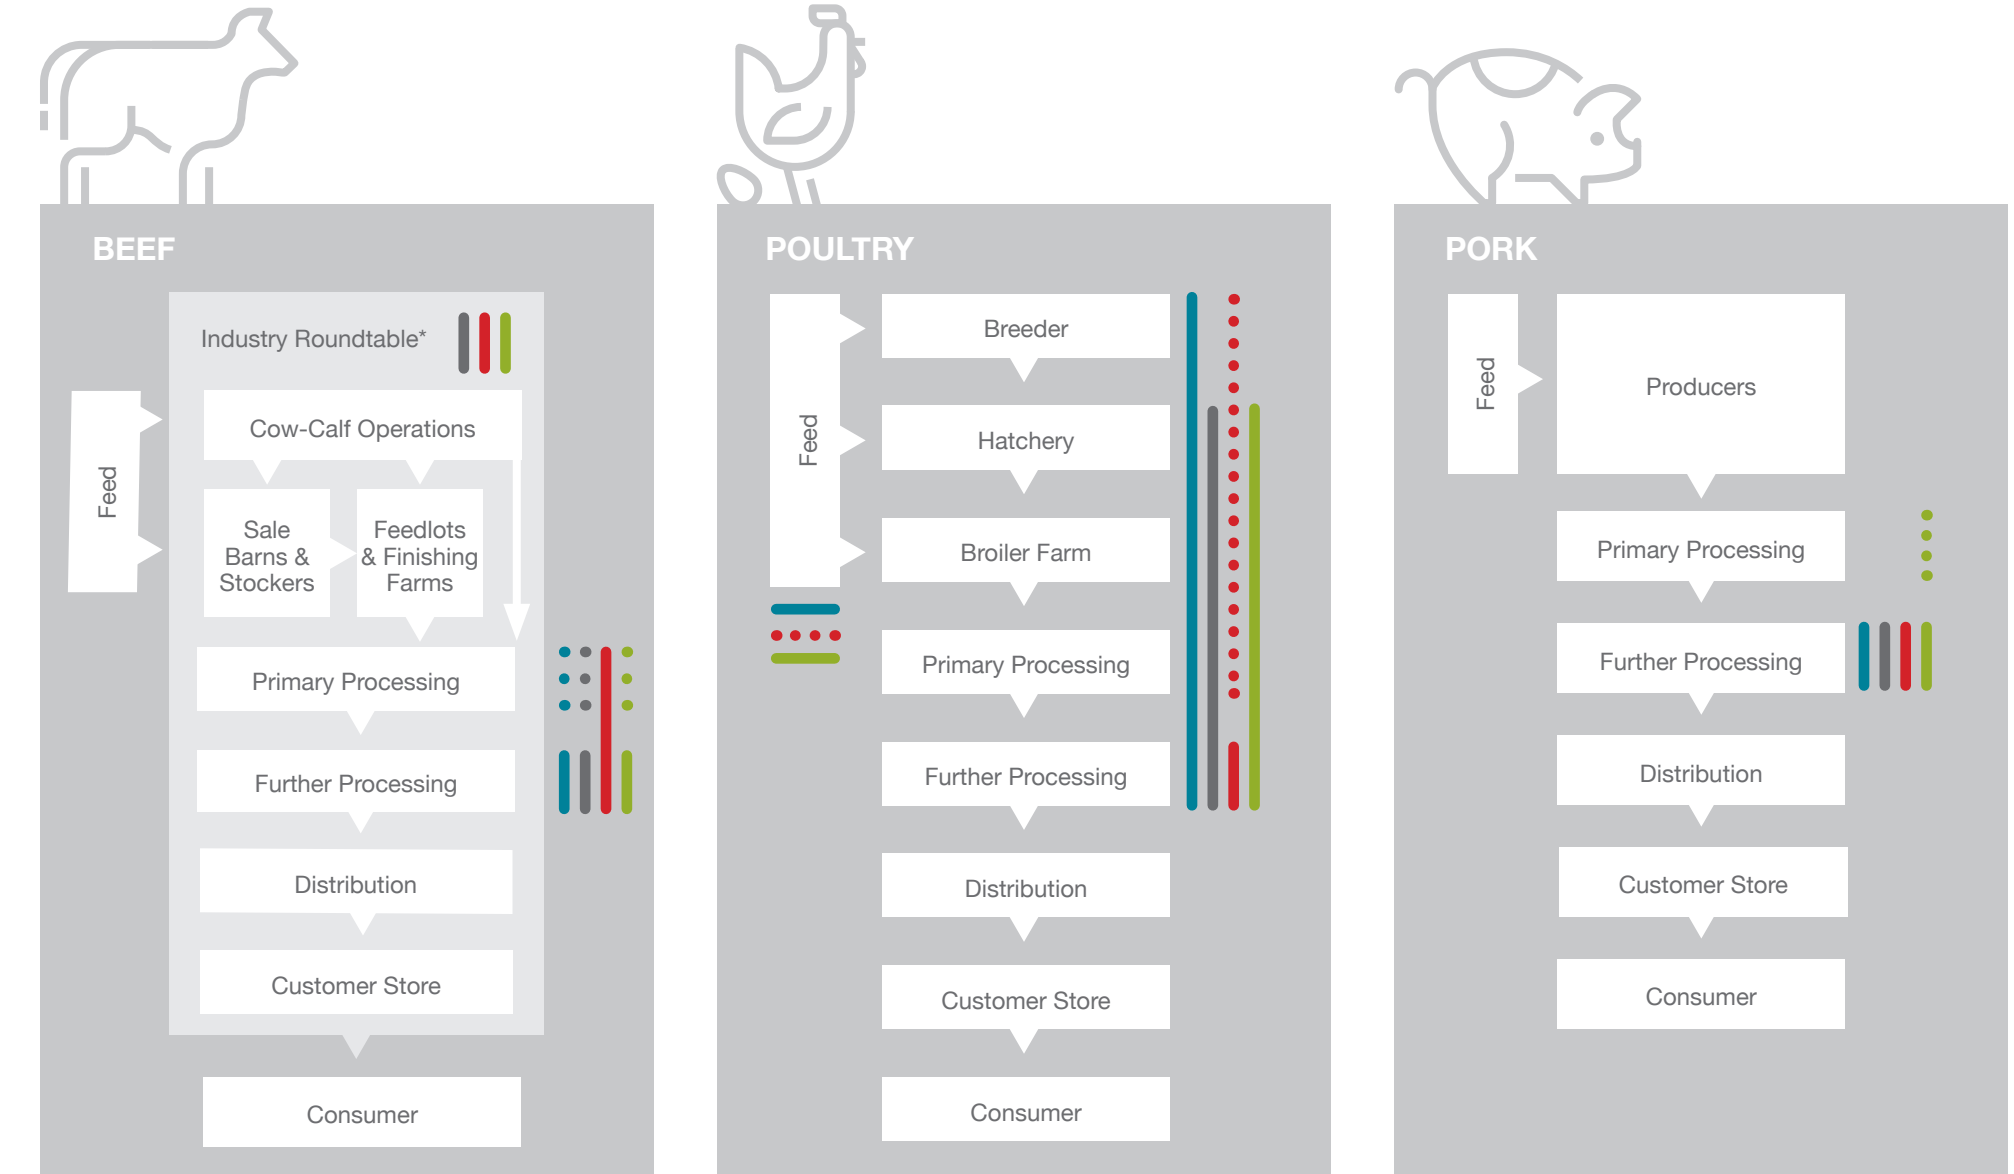 BEEF
Industry Roundtable*
Feed
Cow-Calf Operations
Sale
Barns &
Stockers
Feedlots
& Finishing
Farms
Primary Processing
Further Processing
Distribution
Customer Store
Consumer
POULTRY
Feed
Breeder
Hatchery
Broiler Farm
Primary Processing
Further Processing
Distribution
Customer Store
Consumer
PORK
Feed
Producers
Primary Processing
Further Processing
Distribution
Customer Store
Consumer